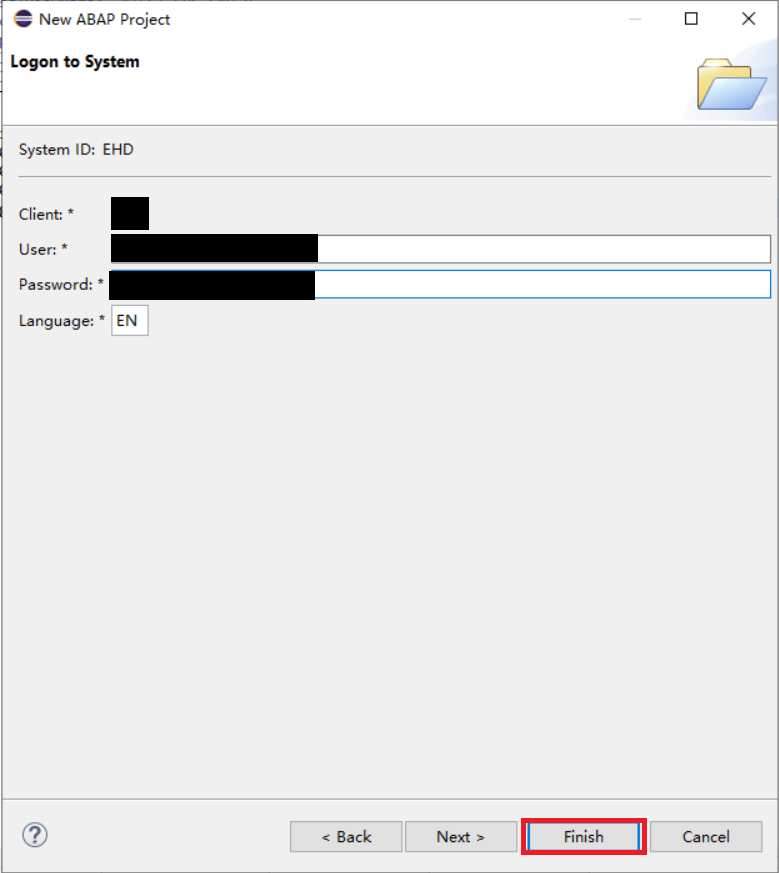 New ABAP Project
Logon to System
System ID: EHD
Client: *
User: *
Password: *
Language: * EN
< Back Next > Finish Cancel